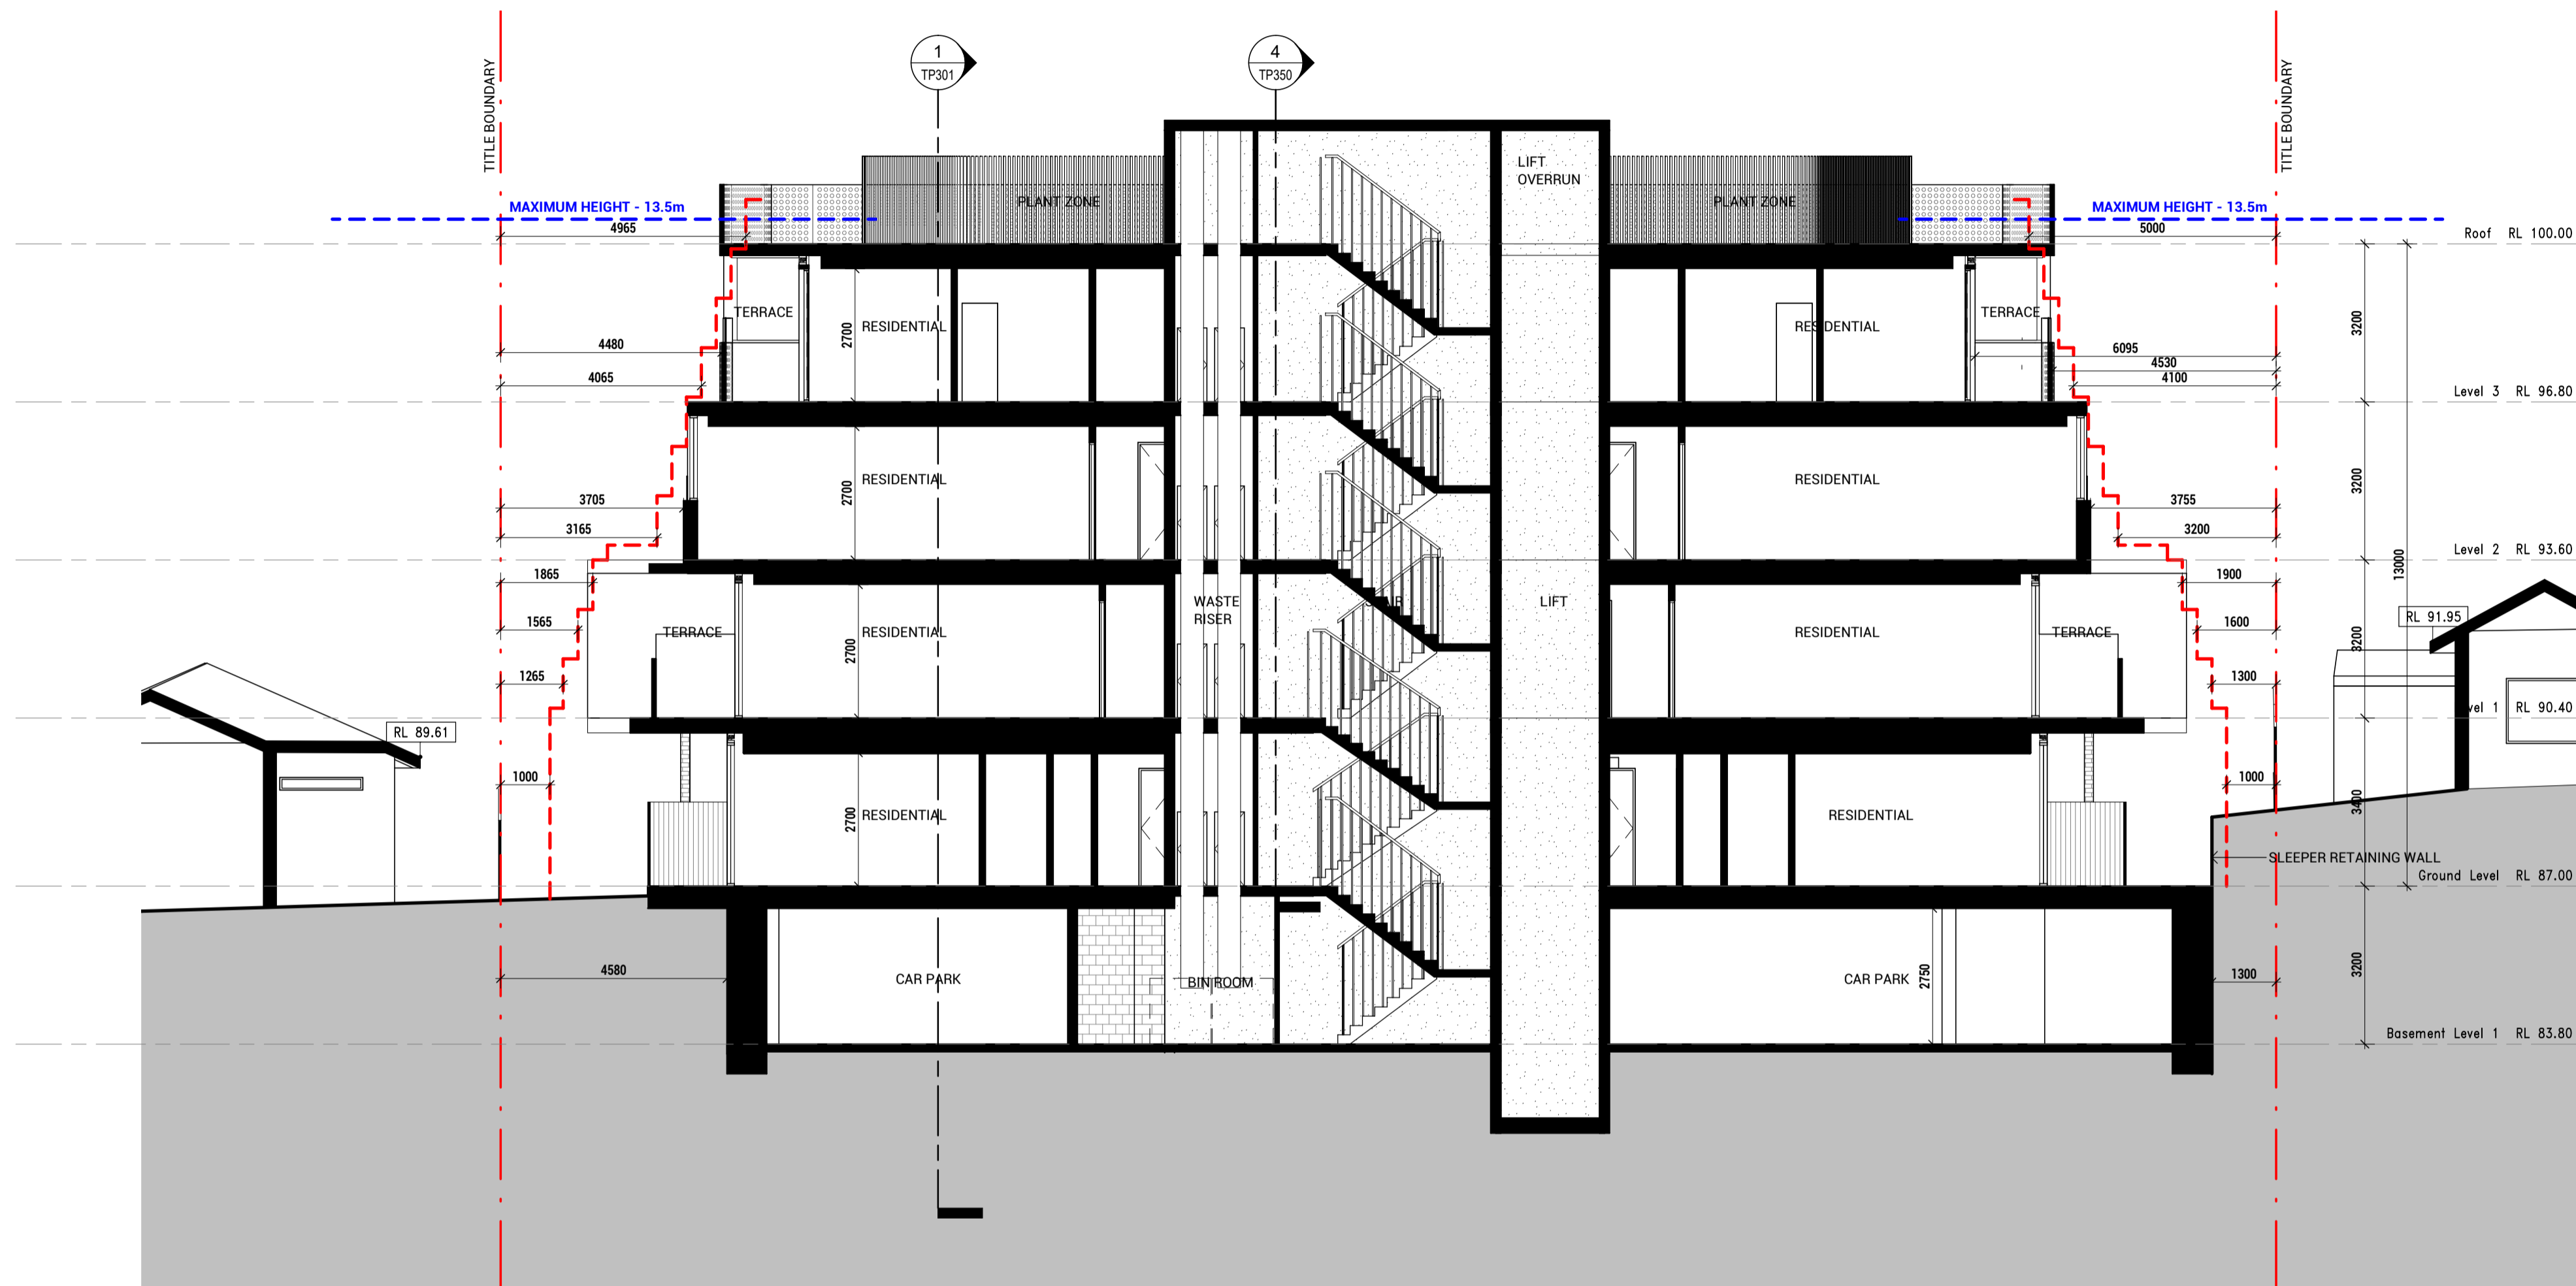 1
TP301
4
TP350
TITLE BOUNDARY
TITLE BOUNDARY
LIFT
OVERRUN
PLANT ZONE
PLANT ZONE
MAXIMUM HEIGHT - 13.5m
MAXIMUM HEIGHT - 13.5m
4965
5000
Roof RL 100.00
TERRACE
RESIDENTIAL
2700
RESIDENTIAL
TERRACE
3200
4480
6095
4530
4065
4100
Level 3 RL 96.80
RESIDENTIAL
2700
RESIDENTIAL
3200
3705
3755
3165
3200
Level 2 RL 93.60
13000
1865
1900
WASTE
RISER
STAIR
LIFT
RL 91.95
1565
1600
TERRACE
RESIDENTIAL
2700
RESIDENTIAL
TERRACE
3200
1265
1300
Level 1 RL 90.40
RL 89.61
1000
1000
RESIDENTIAL
2700
RESIDENTIAL
3400
SLEEPER RETAINING WALL
Ground Level RL 87.00
4580
CAR PARK
BIN ROOM
CAR PARK
2750
1300
3200
Basement Level 1 RL 83.80